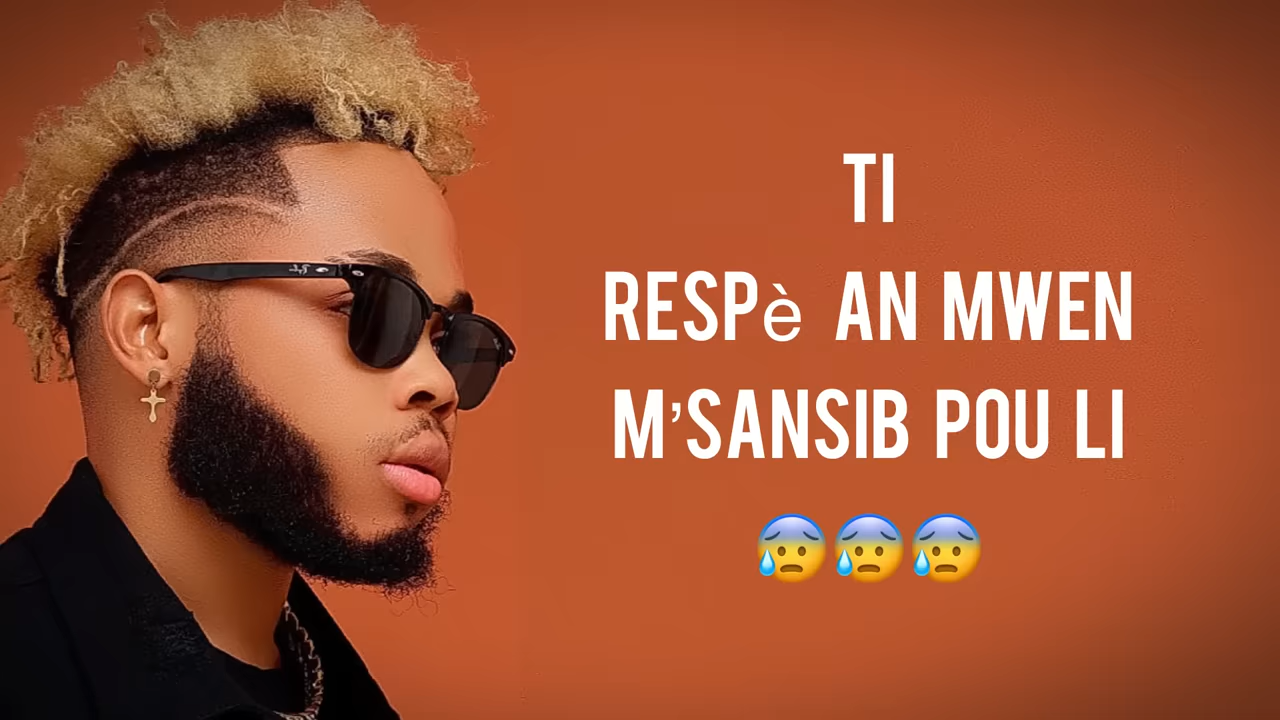 TI
RESPè AN MWEN
M'SANSIB POU LI
😰😰😰